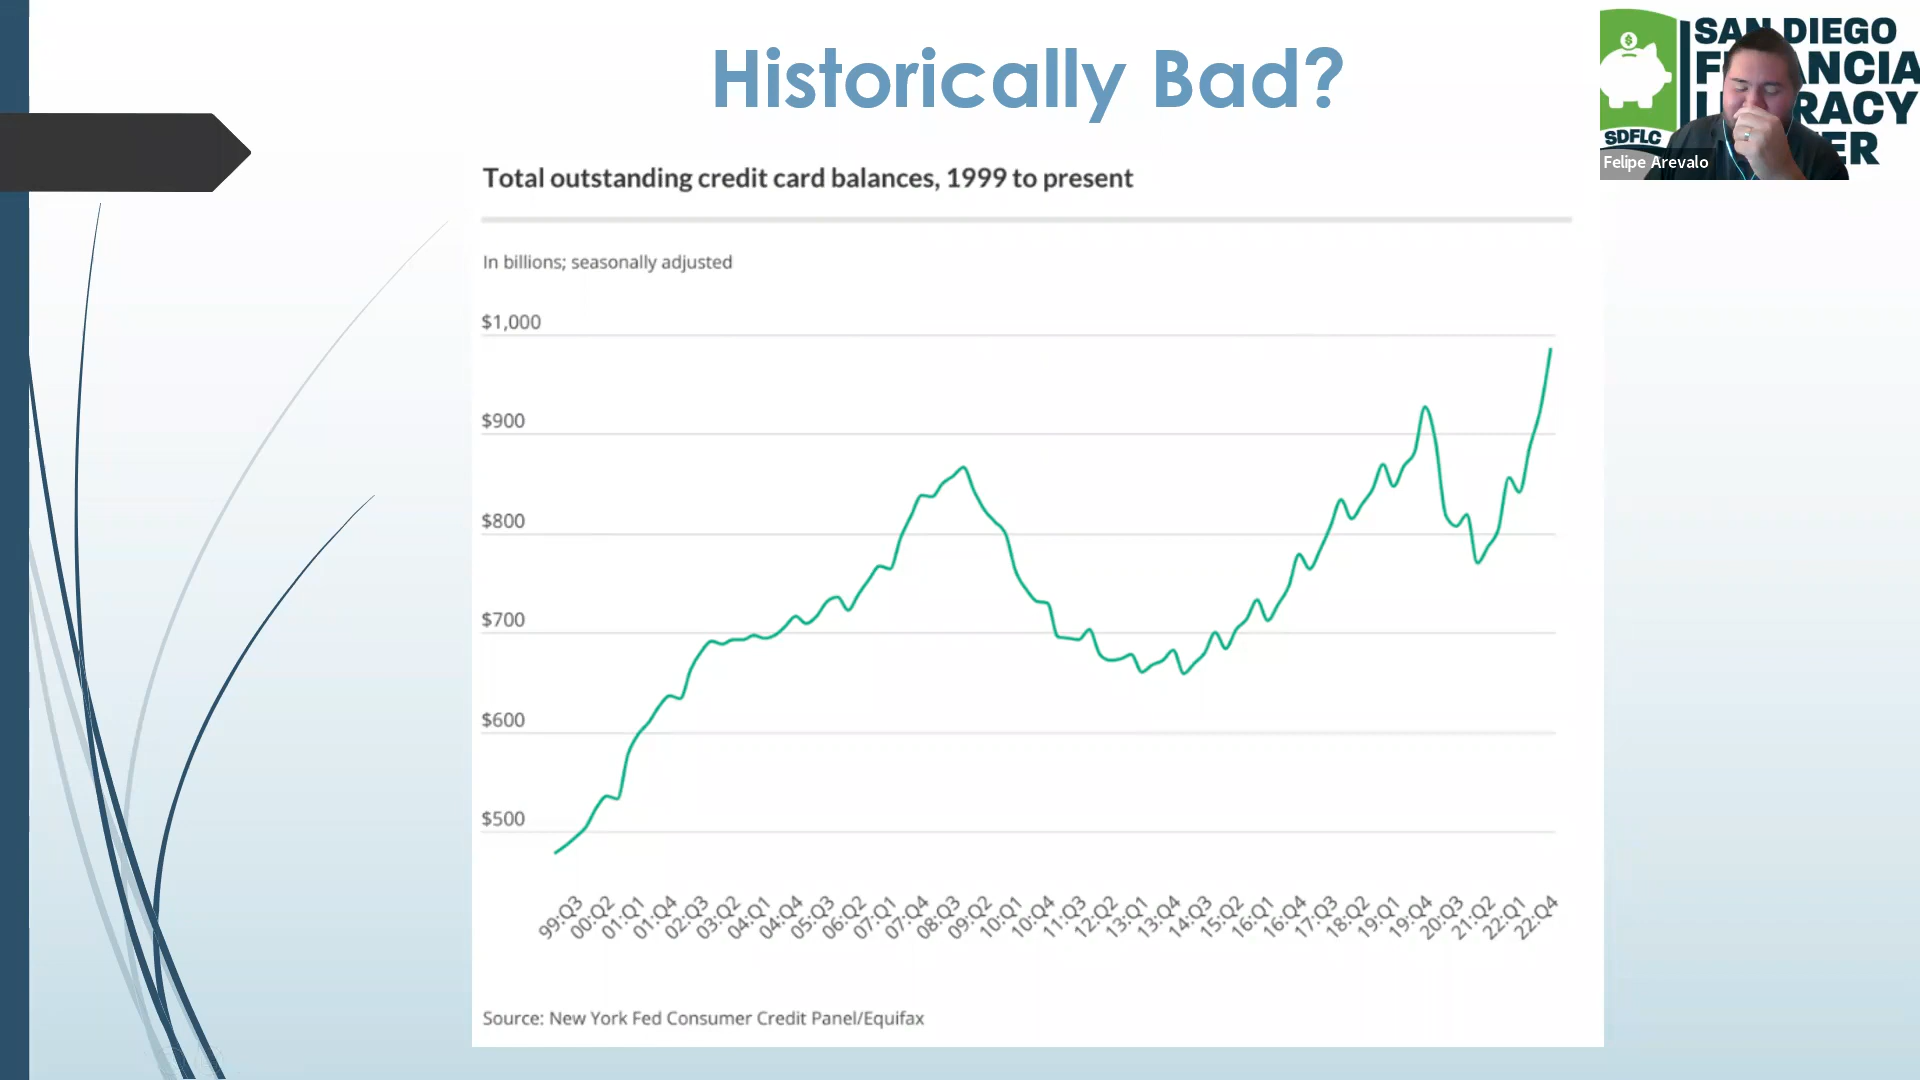 Historically Bad?
SAN DIEGO
SDFLC
Felipe Arevalo
Total outstanding credit card balances, 1999 to present
In billions; seasonally adjusted
$1,000
$900
$800
$700
$600
$500
99:Q3
00:Q2
01:Q1
01:Q4
02:Q3
03:Q2
04:Q1
04:Q4
05:Q3
06:Q2
07:Q1
07:Q4
08:Q3
09:Q2
10:Q1
10:Q4
11:Q3
12:Q2
13:Q1
13:Q4
14:Q3
15:Q2
16:Q1
16:Q4
17:Q3
18:Q2
19:Q1
19:Q4
20:Q3
21:Q2
22:Q1
22:Q4
Source: New York Fed Consumer Credit Panel/Equifax